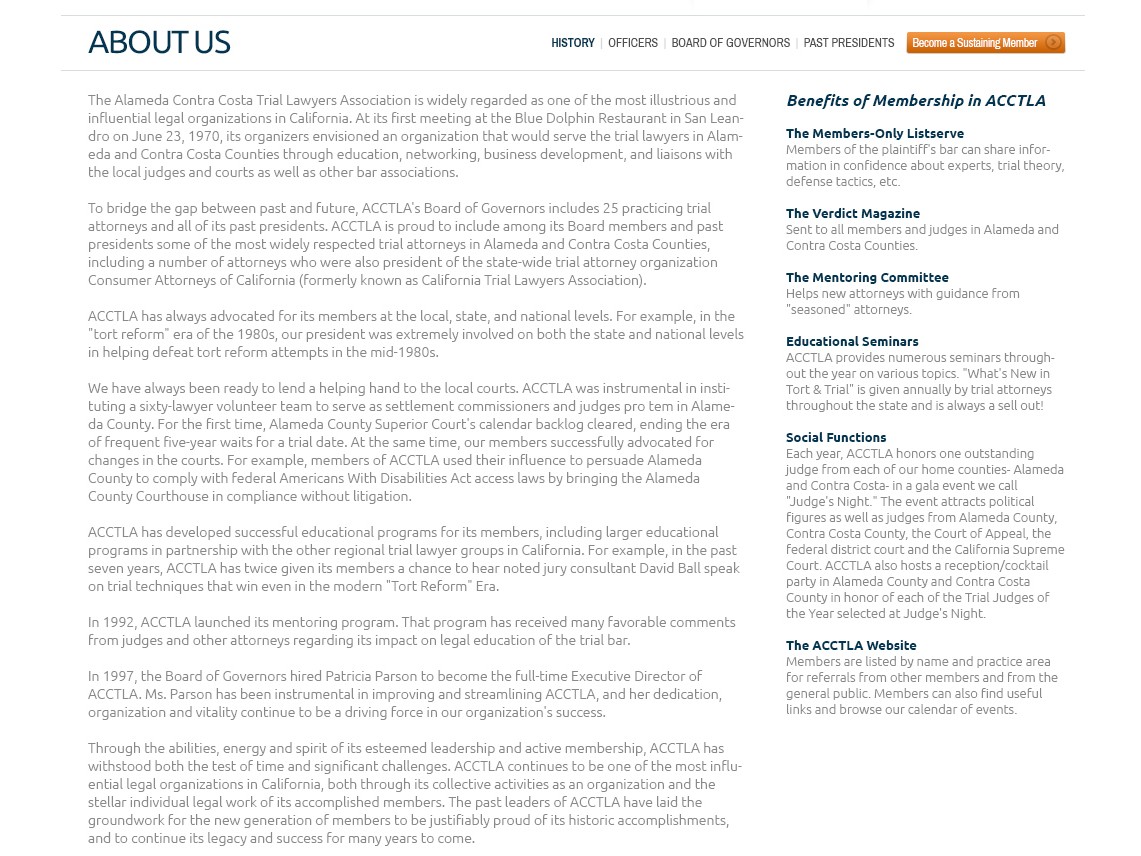 ABOUT US
HISTORY | OFFICERS | BOARD OF GOVERNORS | PAST PRESIDENTS
Become a Sustaining Member
The Alameda Contra Costa Trial Lawyers Association is widely regarded as one of the most illustrious and
influential legal organizations in California. At its first meeting at the Blue Dolphin Restaurant in San Lean-
dro on June 23, 1970, its organizers envisioned an organization that would serve the trial lawyers in Alam-
eda and Contra Costa Counties through education, networking, business development, and liaisons with
the local judges and courts as well as other bar associations.
To bridge the gap between past and future, ACCTLA's Board of Governors includes 25 practicing trial
attorneys and all of its past presidents. ACCTLA is proud to include among its Board members and past
presidents some of the most widely respected trial attorneys in Alameda and Contra Costa Counties,
including a number of attorneys who were also president of the state-wide trial attorney organization
Consumer Attorneys of California (formerly known as California Trial Lawyers Association).
ACCTLA has always advocated for its members at the local, state, and national levels. For example, in the
"tort reform" era of the 1980s, our president was extremely involved on both the state and national levels
in helping defeat tort reform attempts in the mid-1980s.
We have always been ready to lend a helping hand to the local courts. ACCTLA was instrumental in insti-
tuting a sixty-lawyer volunteer team to serve as settlement commissioners and judges pro tem in Alame-
da County. For the first time, Alameda County Superior Court's calendar backlog cleared, ending the era
of frequent five-year waits for a trial date. At the same time, our members successfully advocated for
changes in the courts. For example, members of ACCTLA used their influence to persuade Alameda
County to comply with federal Americans With Disabilities Act access laws by bringing the Alameda
County Courthouse in compliance without litigation.
ACCTLA has developed successful educational programs for its members, including larger educational
programs in partnership with the other regional trial lawyer groups in California. For example, in the past
seven years, ACCTLA has twice given its members a chance to hear noted jury consultant David Ball speak
on trial techniques that win even in the modern "Tort Reform" Era.
In 1992, ACCTLA launched its mentoring program. That program has received many favorable comments
from judges and other attorneys regarding its impact on legal education of the trial bar.
In 1997, the Board of Governors hired Patricia Parson to become the full-time Executive Director of
ACCTLA. Ms. Parson has been instrumental in improving and streamlining ACCTLA, and her dedication,
organization and vitality continue to be a driving force in our organization's success.
Through the abilities, energy and spirit of its esteemed leadership and active membership, ACCTLA has
withstood both the test of time and significant challenges. ACCTLA continues to be one of the most influ-
ential legal organizations in California, both through its collective activities as an organization and the
stellar individual legal work of its accomplished members. The past leaders of ACCTLA have laid the
groundwork for the new generation of members to be justifiably proud of its historic accomplishments,
and to continue its legacy and success for many years to come.
Benefits of Membership in ACCTLA
The Members-Only Listserve
Members of the plaintiff's bar can share infor-
mation in confidence about experts, trial theory,
defense tactics, etc.
The Verdict Magazine
Sent to all members and judges in Alameda and
Contra Costa Counties.
The Mentoring Committee
Helps new attorneys with guidance from
"seasoned" attorneys.
Educational Seminars
ACCTLA provides numerous seminars through-
out the year on various topics. "What's New in
Tort & Trial" is given annually by trial attorneys
throughout the state and is always a sell out!
Social Functions
Each year, ACCTLA honors one outstanding
judge from each of our home counties- Alameda
and Contra Costa- in a gala event we call
"Judge's Night." The event attracts political
figures as well as judges from Alameda County,
Contra Costa County, the Court of Appeal, the
federal district court and the California Supreme
Court. ACCTLA also hosts a reception/cocktail
party in Alameda County and Contra Costa
County in honor of each of the Trial Judges of
the Year selected at Judge's Night.
The ACCTLA Website
Members are listed by name and practice area
for referrals from other members and from the
general public. Members can also find useful
links and browse our calendar of events.